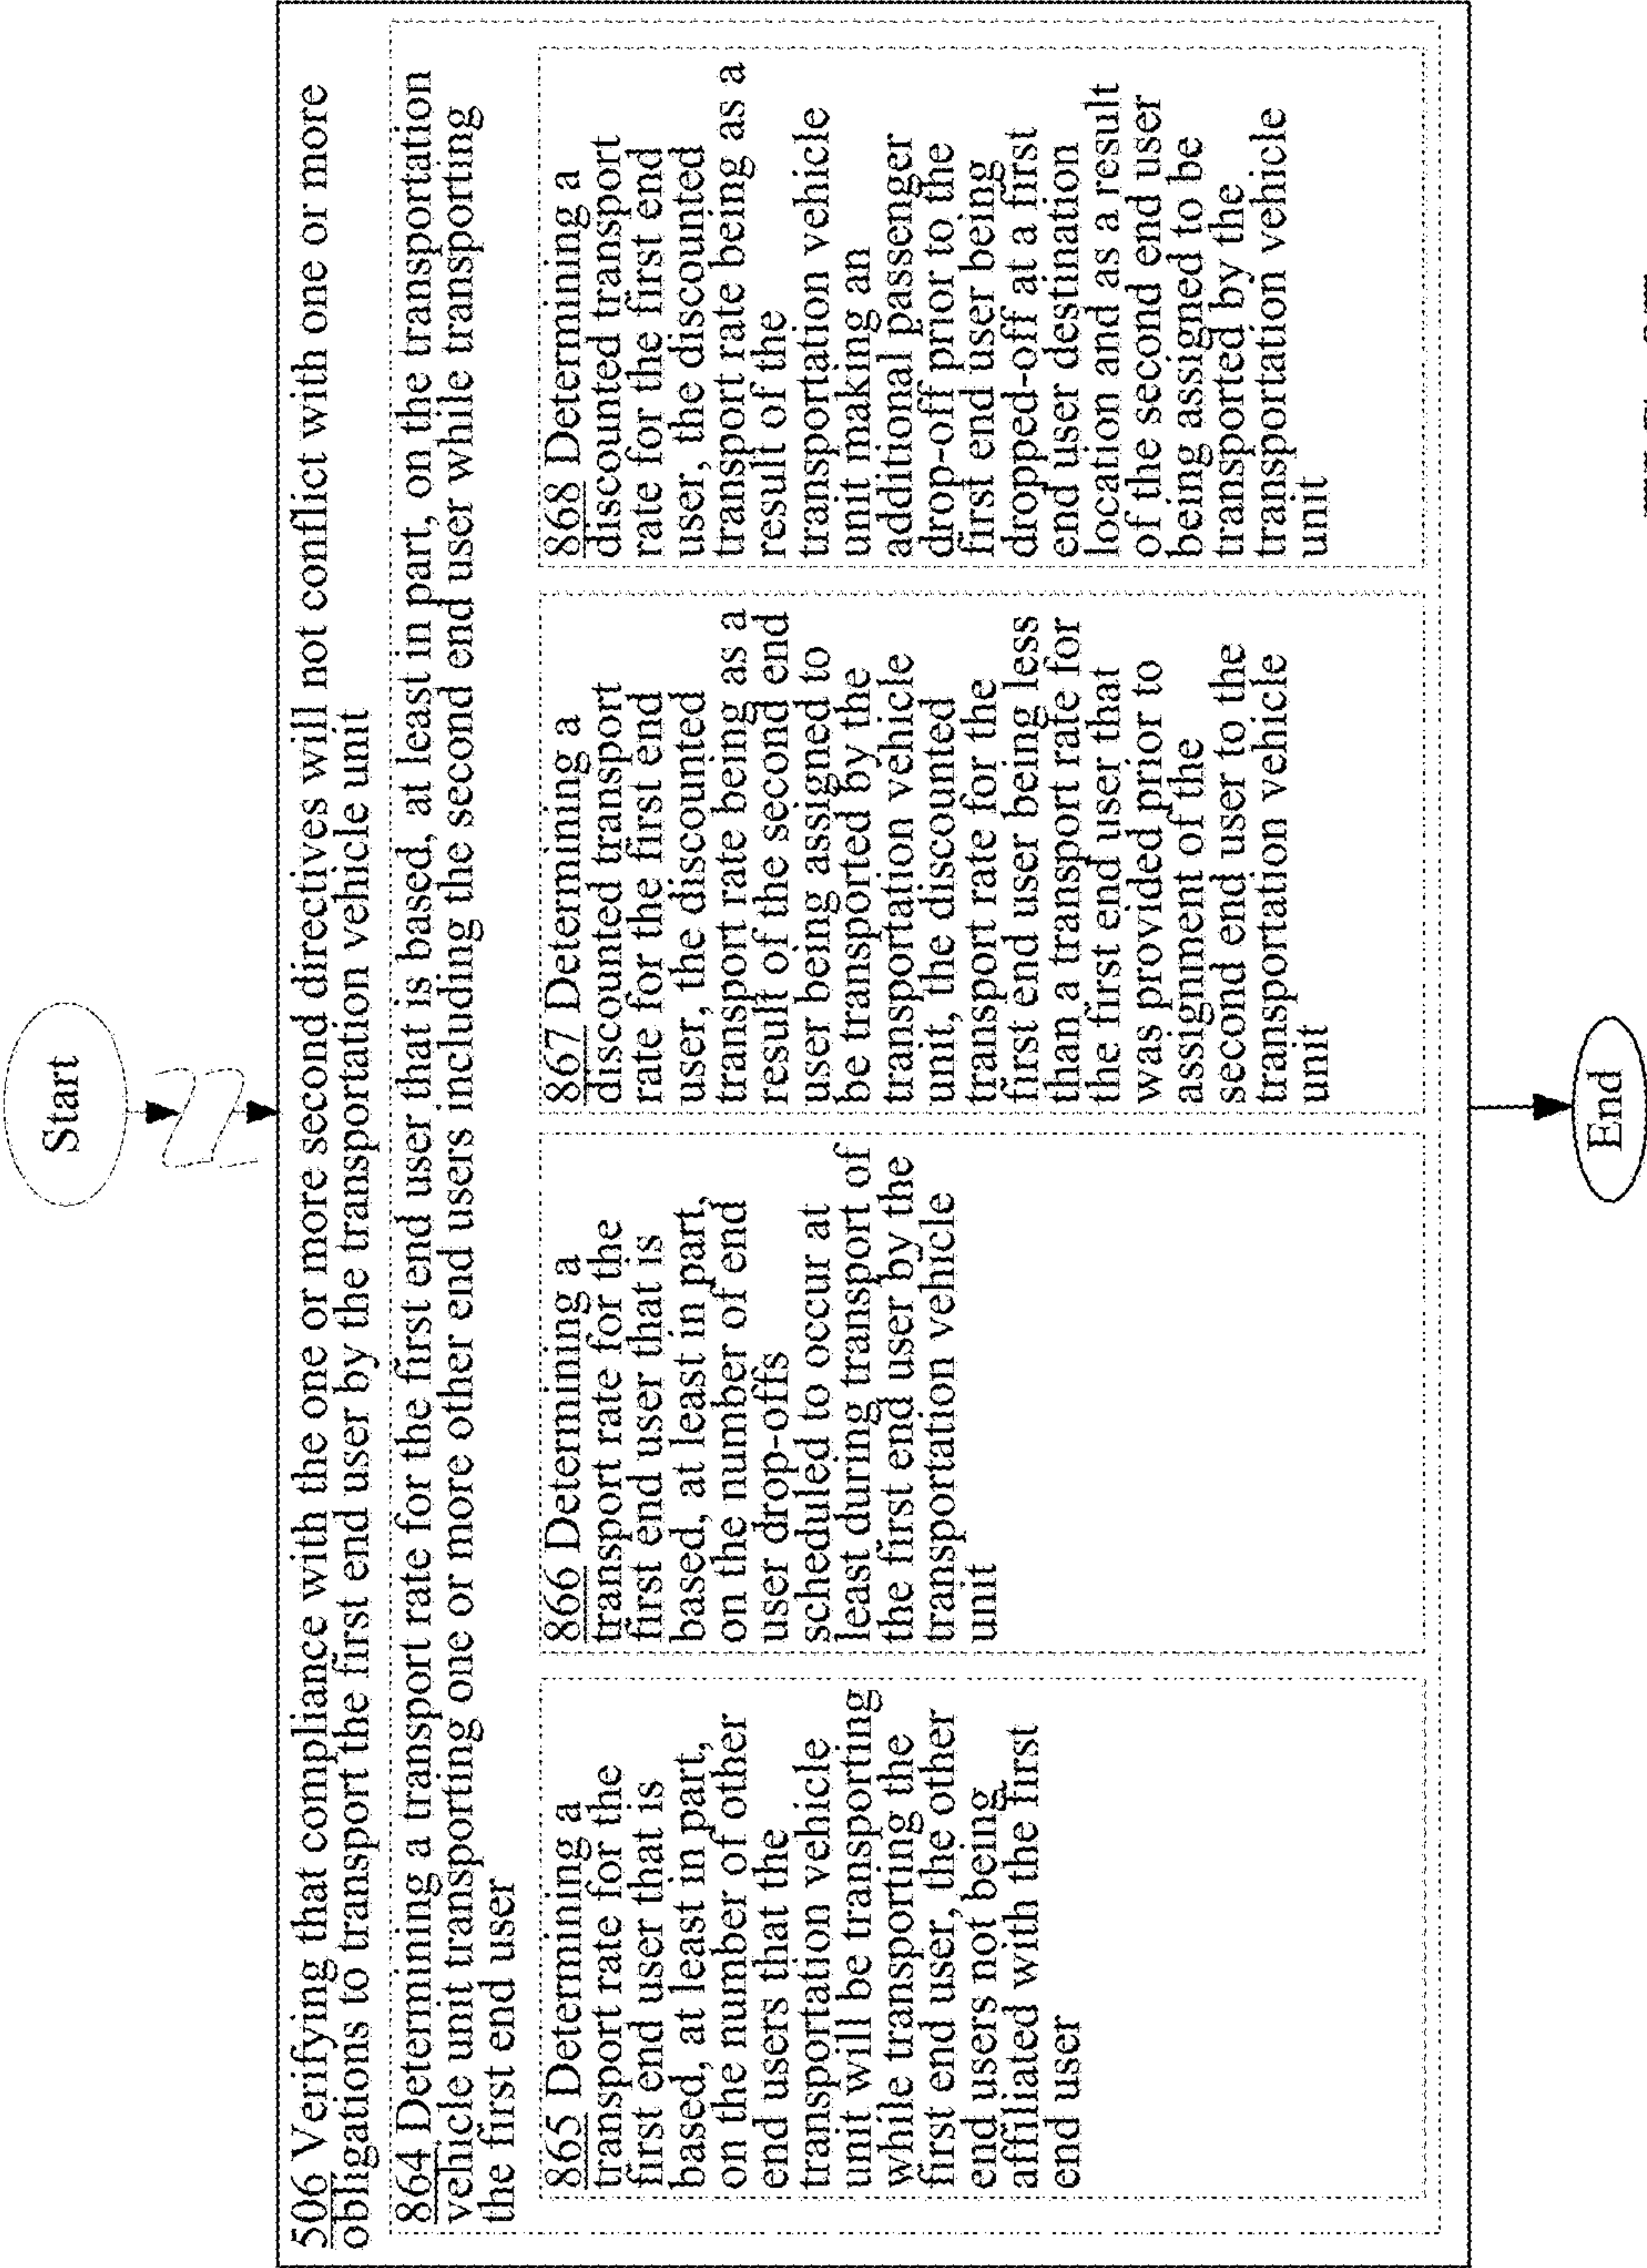 Start
506 Verifying that compliance with the one or more second directives will not conflict with one or more
obligations to transport the first end user by the transportation vehicle unit
864 Determining a transport rate for the first end user that is based, at least in part, on the transportation
vehicle unit transporting one or more other end users including the second end user while transporting
the first end user
865 Determining a
transport rate for the
first end user that is
based, at least in part,
on the number of other
end users that the
transportation vehicle
unit will be transporting
while transporting the
first end user, the other
end users not being
affiliated with the first
end user
866 Determining a
transport rate for the
first end user that is
based, at least in part,
on the number of end
user drop-offs
scheduled to occur at
least during transport of
the first end user by the
transportation vehicle
unit
867 Determining a
discounted transport
rate for the first end
user, the discounted
transport rate being as a
result of the second end
user being assigned to
be transported by the
transportation vehicle
unit, the discounted
transport rate for the
first end user being less
than a transport rate for
the first end user that
was provided prior to
assignment of the
second end user to the
transportation vehicle
unit
868 Determining a
discounted transport
rate for the first end
user, the discounted
transport rate being as a
result of the
transportation vehicle
unit making an
additional passenger
drop-off prior to the
first end user being
dropped-off at a first
end user destination
location and as a result
of the second end user
being assigned to be
transported by the
transportation vehicle
unit
End